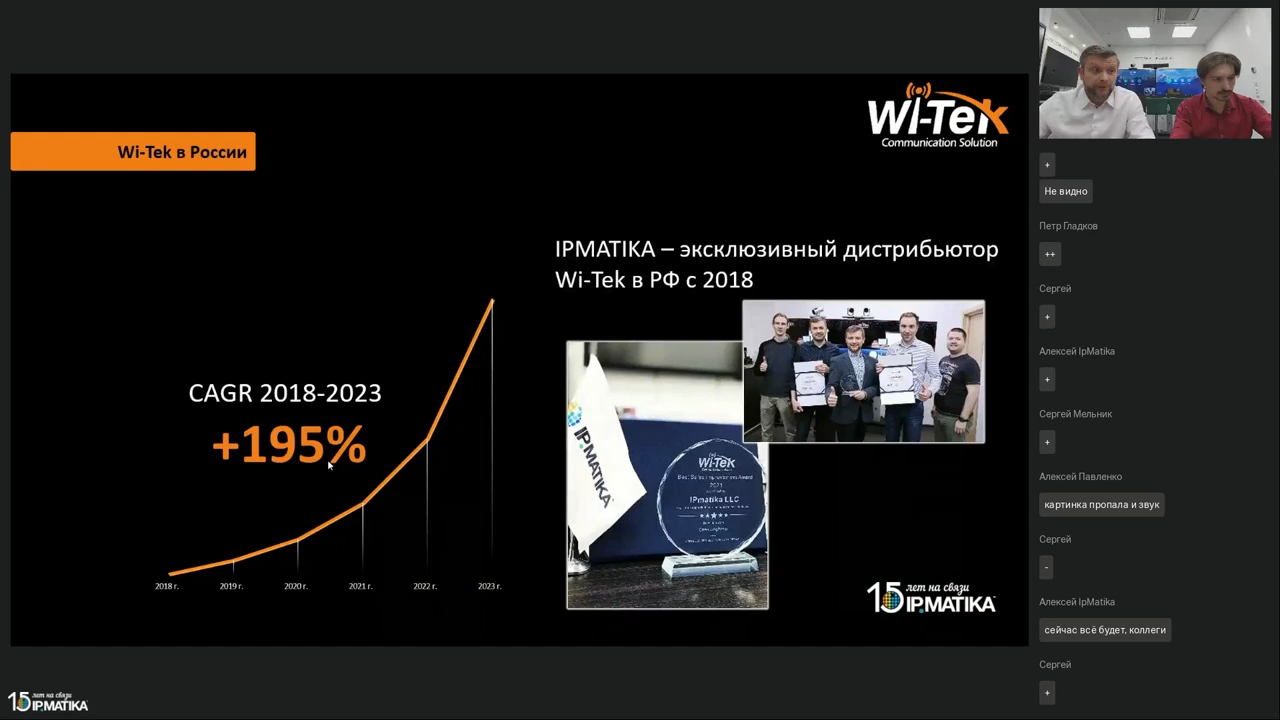 Wi-Tek в России
Wi-Tek
Communication Solution
IPMATIKA – эксклюзивный дистрибьютор
Wi-Tek в РФ с 2018
CAGR 2018-2023
+195%
2018 г.
2019 г.
2020 г.
2021 г.
2022 г.
2023 г.
IPMATIKA
Wi-Tek
2021
IPmatika LLC
15 лет на связи
IPMATIKA
15 лет на связи
IPMATIKA
+
Не видно
Петр Гладков
++
Сергей
+
Алексей IpMatika
+
Сергей Мельник
+
Алексей Павленко
картинка пропала и звук
Сергей
-
Алексей IpMatika
сейчас всё будет, коллеги
Сергей
+